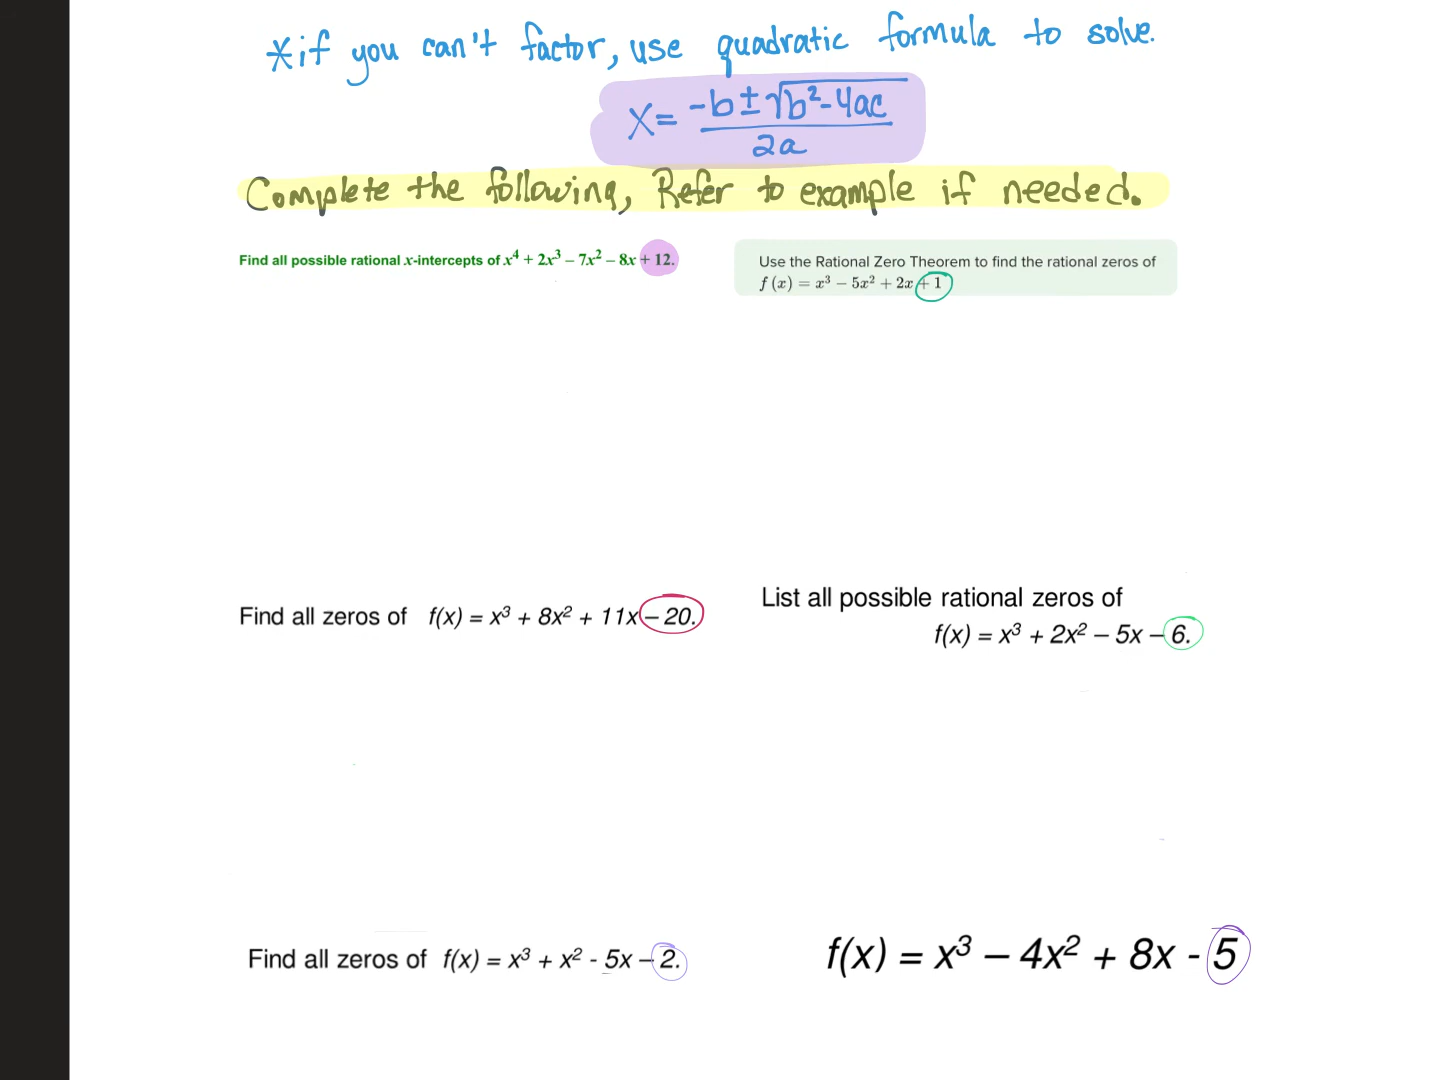 *if you can't factor, use quadratic formula to solve.
x = -b ± √b² - 4ac / 2a
Complete the following, Refer to example if needed.
Find all possible rational x-intercepts of x⁴ + 2x³ – 7x² – 8x + 12.
Use the Rational Zero Theorem to find the rational zeros of
f (x) = x³ − 5x² + 2x + 1
Find all zeros of f(x) = x³ + 8x² + 11x – 20.
List all possible rational zeros of
f(x) = x³ + 2x² – 5x – 6.
Find all zeros of f(x) = x³ + x² - 5x – 2.
f(x) = x³ – 4x² + 8x - 5